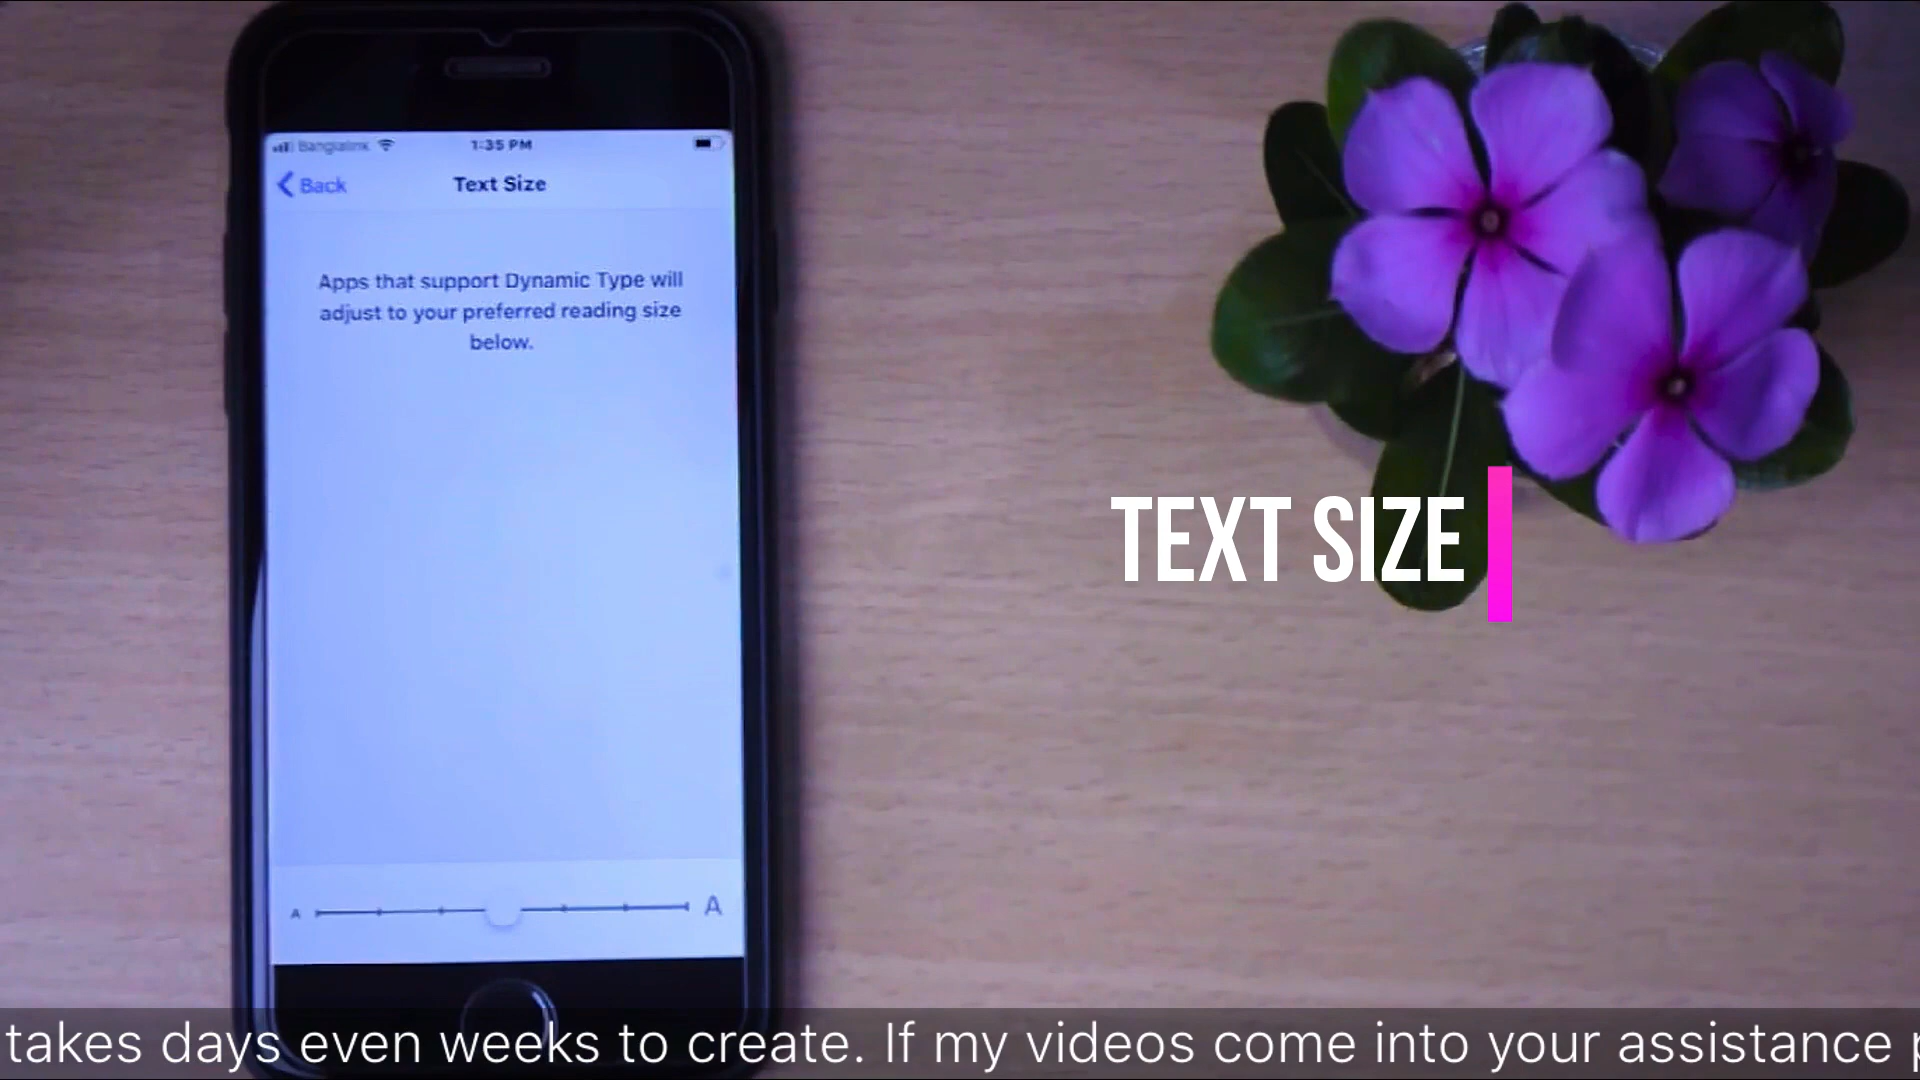 Banglalink
1:35 PM
Back
Text Size
Apps that support Dynamic Type will
adjust to your preferred reading size
below.
A
A
TEXT SIZE
takes days even weeks to create. If my videos come into your assistance